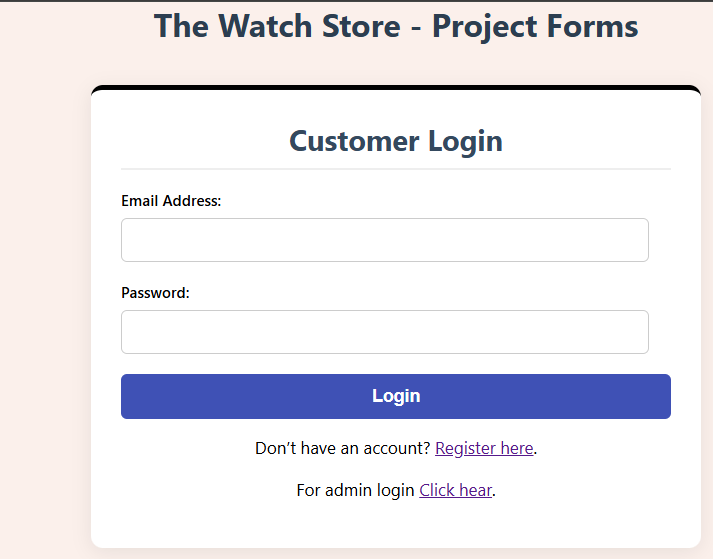 The Watch Store - Project Forms
Customer Login
Email Address:
Password:
Login
Don’t have an account? Register here.
For admin login Click hear.